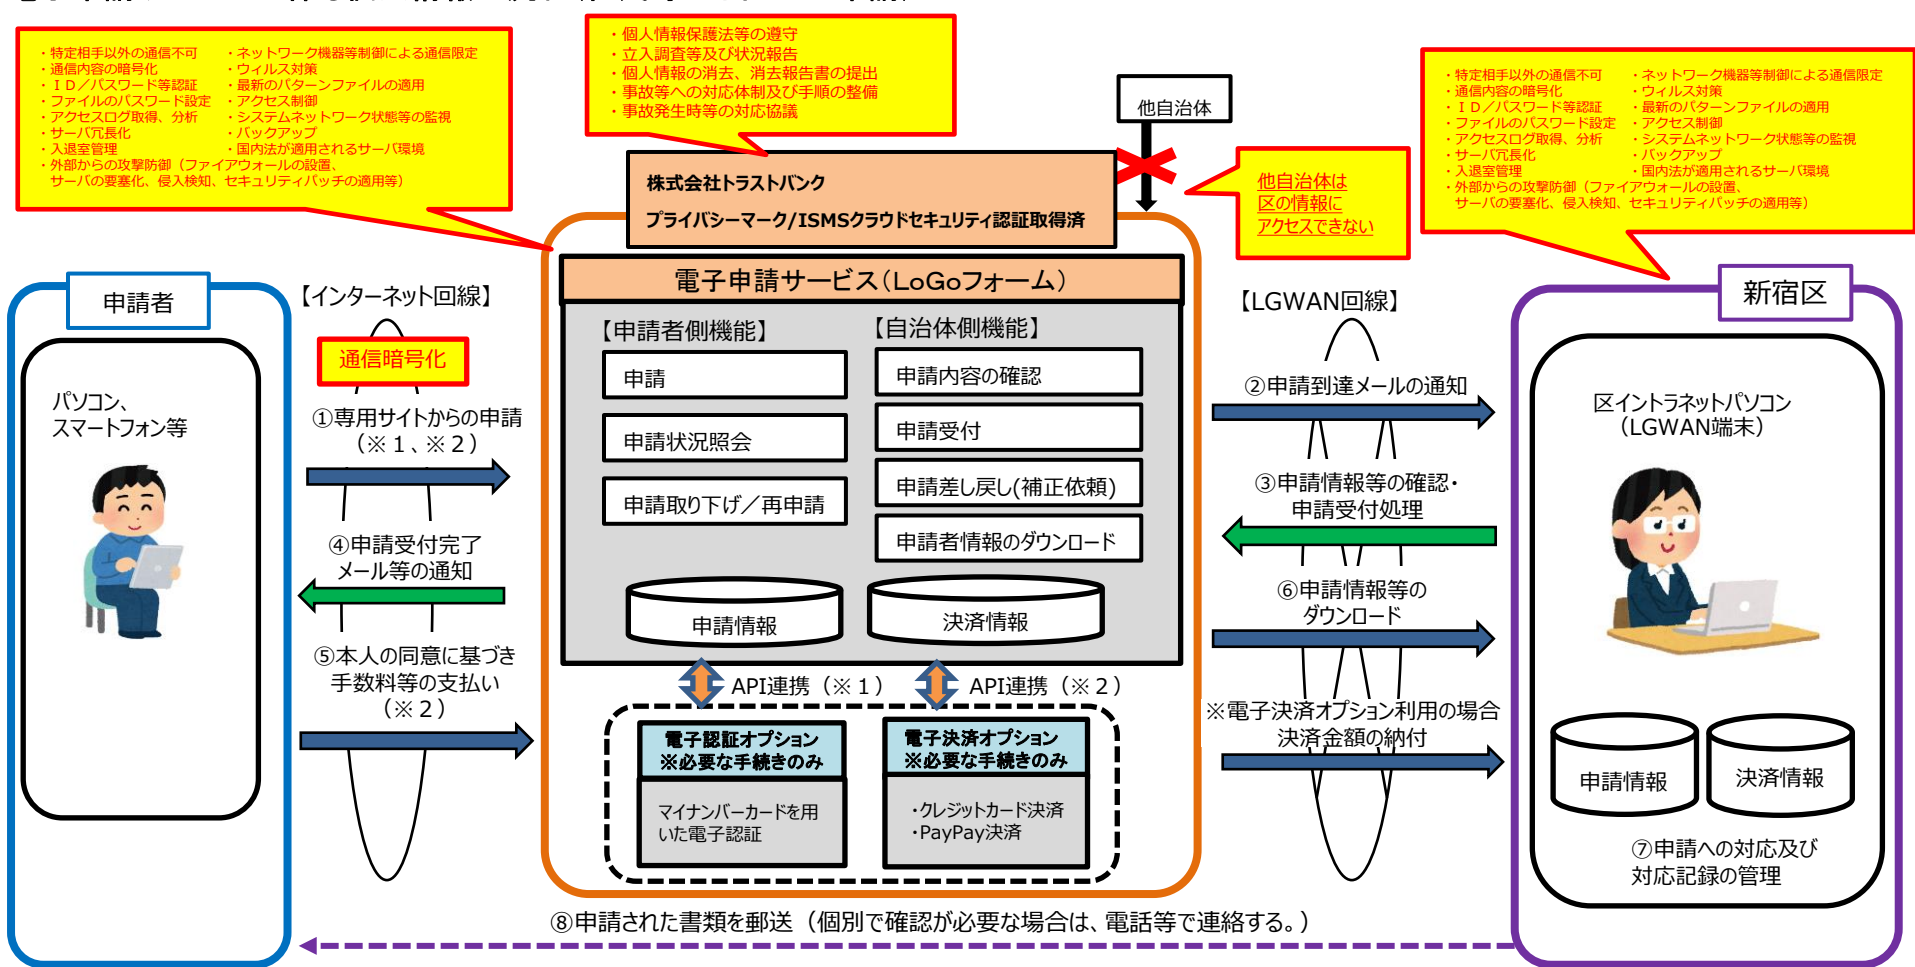 ・特定相手以外の通信不可　・ネットワーク機器等制御による通信限定
・通信内容の暗号化　・ウィルス対策
・ＩＤ／パスワード等認証　・最新のパターンファイルの適用
・ファイルのパスワード設定　・アクセス制御
・アクセスログ取得、分析　・システムネットワーク状態等の監視
・サーバ冗長化　・バックアップ
・入退室管理　・国内法が適用されるサーバ環境
・外部からの攻撃防御（ファイアウォールの設置、
サーバの要塞化、侵入検知、セキュリティパッチの適用等）
・個人情報保護法等の遵守
・立入調査等及び状況報告
・個人情報の消去、消去報告書の提出
・事故等への対応体制及び手順の整備
・事故発生時等の対応協議
他自治体
・特定相手以外の通信不可　・ネットワーク機器等制御による通信限定
・通信内容の暗号化　・ウィルス対策
・ＩＤ／パスワード等認証　・最新のパターンファイルの適用
・ファイルのパスワード設定　・アクセス制御
・アクセスログ取得、分析　・システムネットワーク状態等の監視
・サーバ冗長化　・バックアップ
・入退室管理　・国内法が適用されるサーバ環境
・外部からの攻撃防御（ファイアウォールの設置、
サーバの要塞化、侵入検知、セキュリティパッチの適用等）
他自治体は
区の情報に
アクセスできない
株式会社トラストバンク
プライバシーマーク/ISMSクラウドセキュリティ認証取得済
申請者
パソコン、
スマートフォン等
【インターネット回線】
通信暗号化
①専用サイトからの申請
（※１、※２）
④申請受付完了
メール等の通知
⑤本人の同意に基づき
手数料等の支払い
（※２）
電子申請サービス（LoGoフォーム）
【申請者側機能】
申請
申請状況照会
申請取り下げ／再申請
【自治体側機能】
申請内容の確認
申請受付
申請差し戻し(補正依頼)
申請者情報のダウンロード
申請情報
決済情報
API連携（※１）
API連携（※２）
電子認証オプション
※必要な手続きのみ
マイナンバーカードを用
いた電子認証
電子決済オプション
※必要な手続きのみ
・クレジットカード決済
・PayPay決済
【LGWAN回線】
②申請到達メールの通知
③申請情報等の確認・
申請受付処理
⑥申請情報等の
ダウンロード
※電子決済オプション利用の場合
決済金額の納付
新宿区
区イントラネットパソコン
（LGWAN端末）
申請情報
決済情報
⑦申請への対応及び
対応記録の管理
⑧申請された書類を郵送（個別で確認が必要な場合は、電話等で連絡する。）